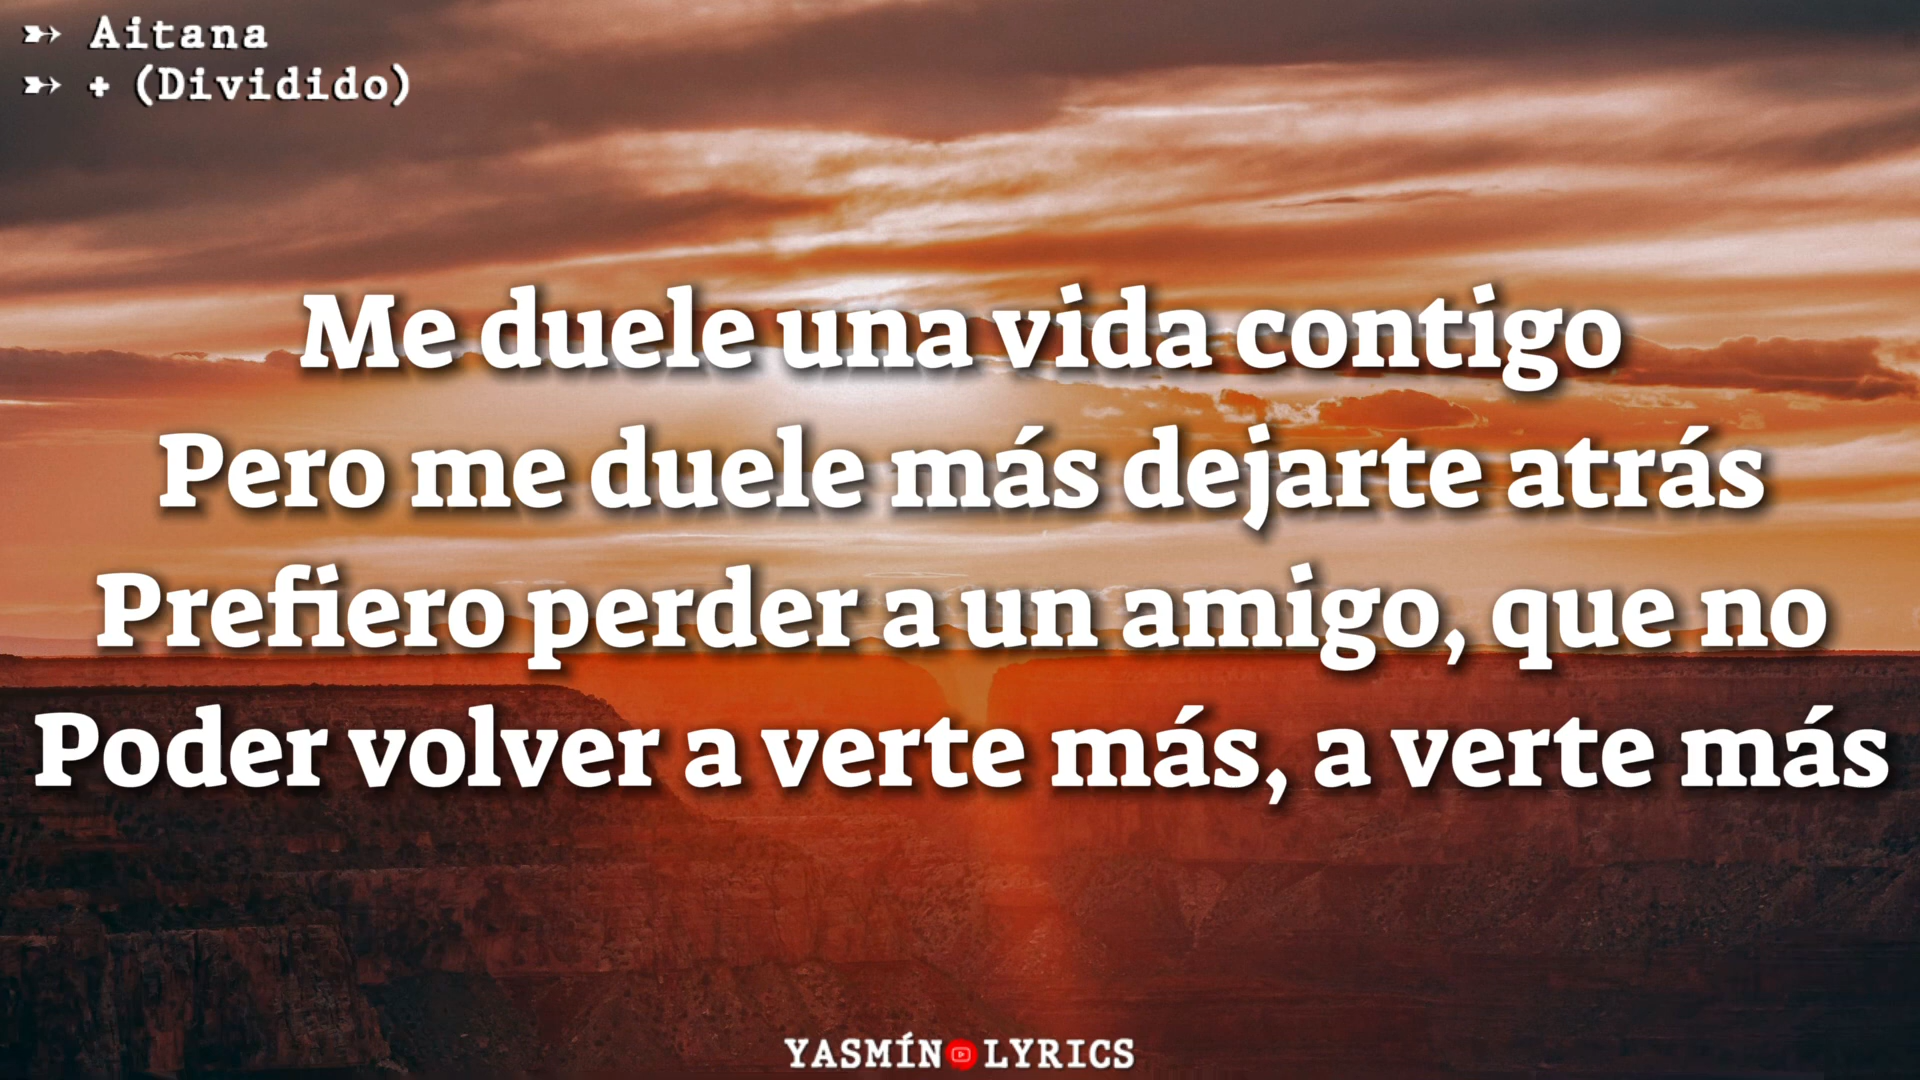 ➳ Aitana
➳ + (Dividido)
Me duele una vida contigo
Pero me duele más dejarte atrás
Prefiero perder a un amigo, que no
Poder volver a verte más, a verte más
YASMÍN LYRICS